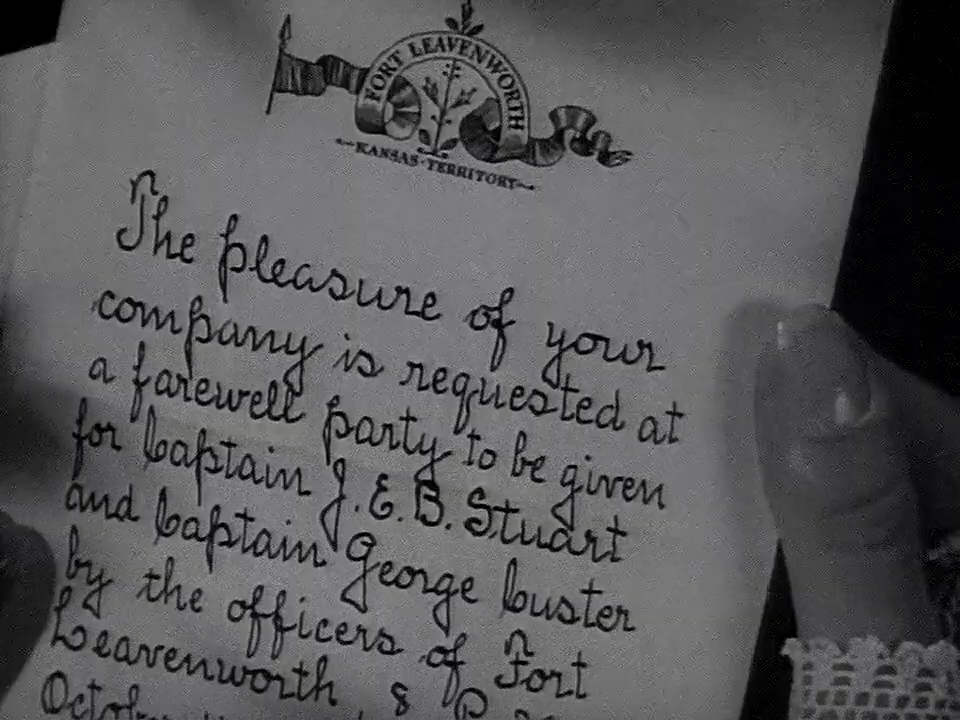 FORT LEAVENWORTH
KANSAS·TERRITORY
The pleasure of your
company is requested at
a farewell party to be given
for Captain J.E.B. Stuart
and Captain George Custer
by the officers of Fort
Leavenworth, 8